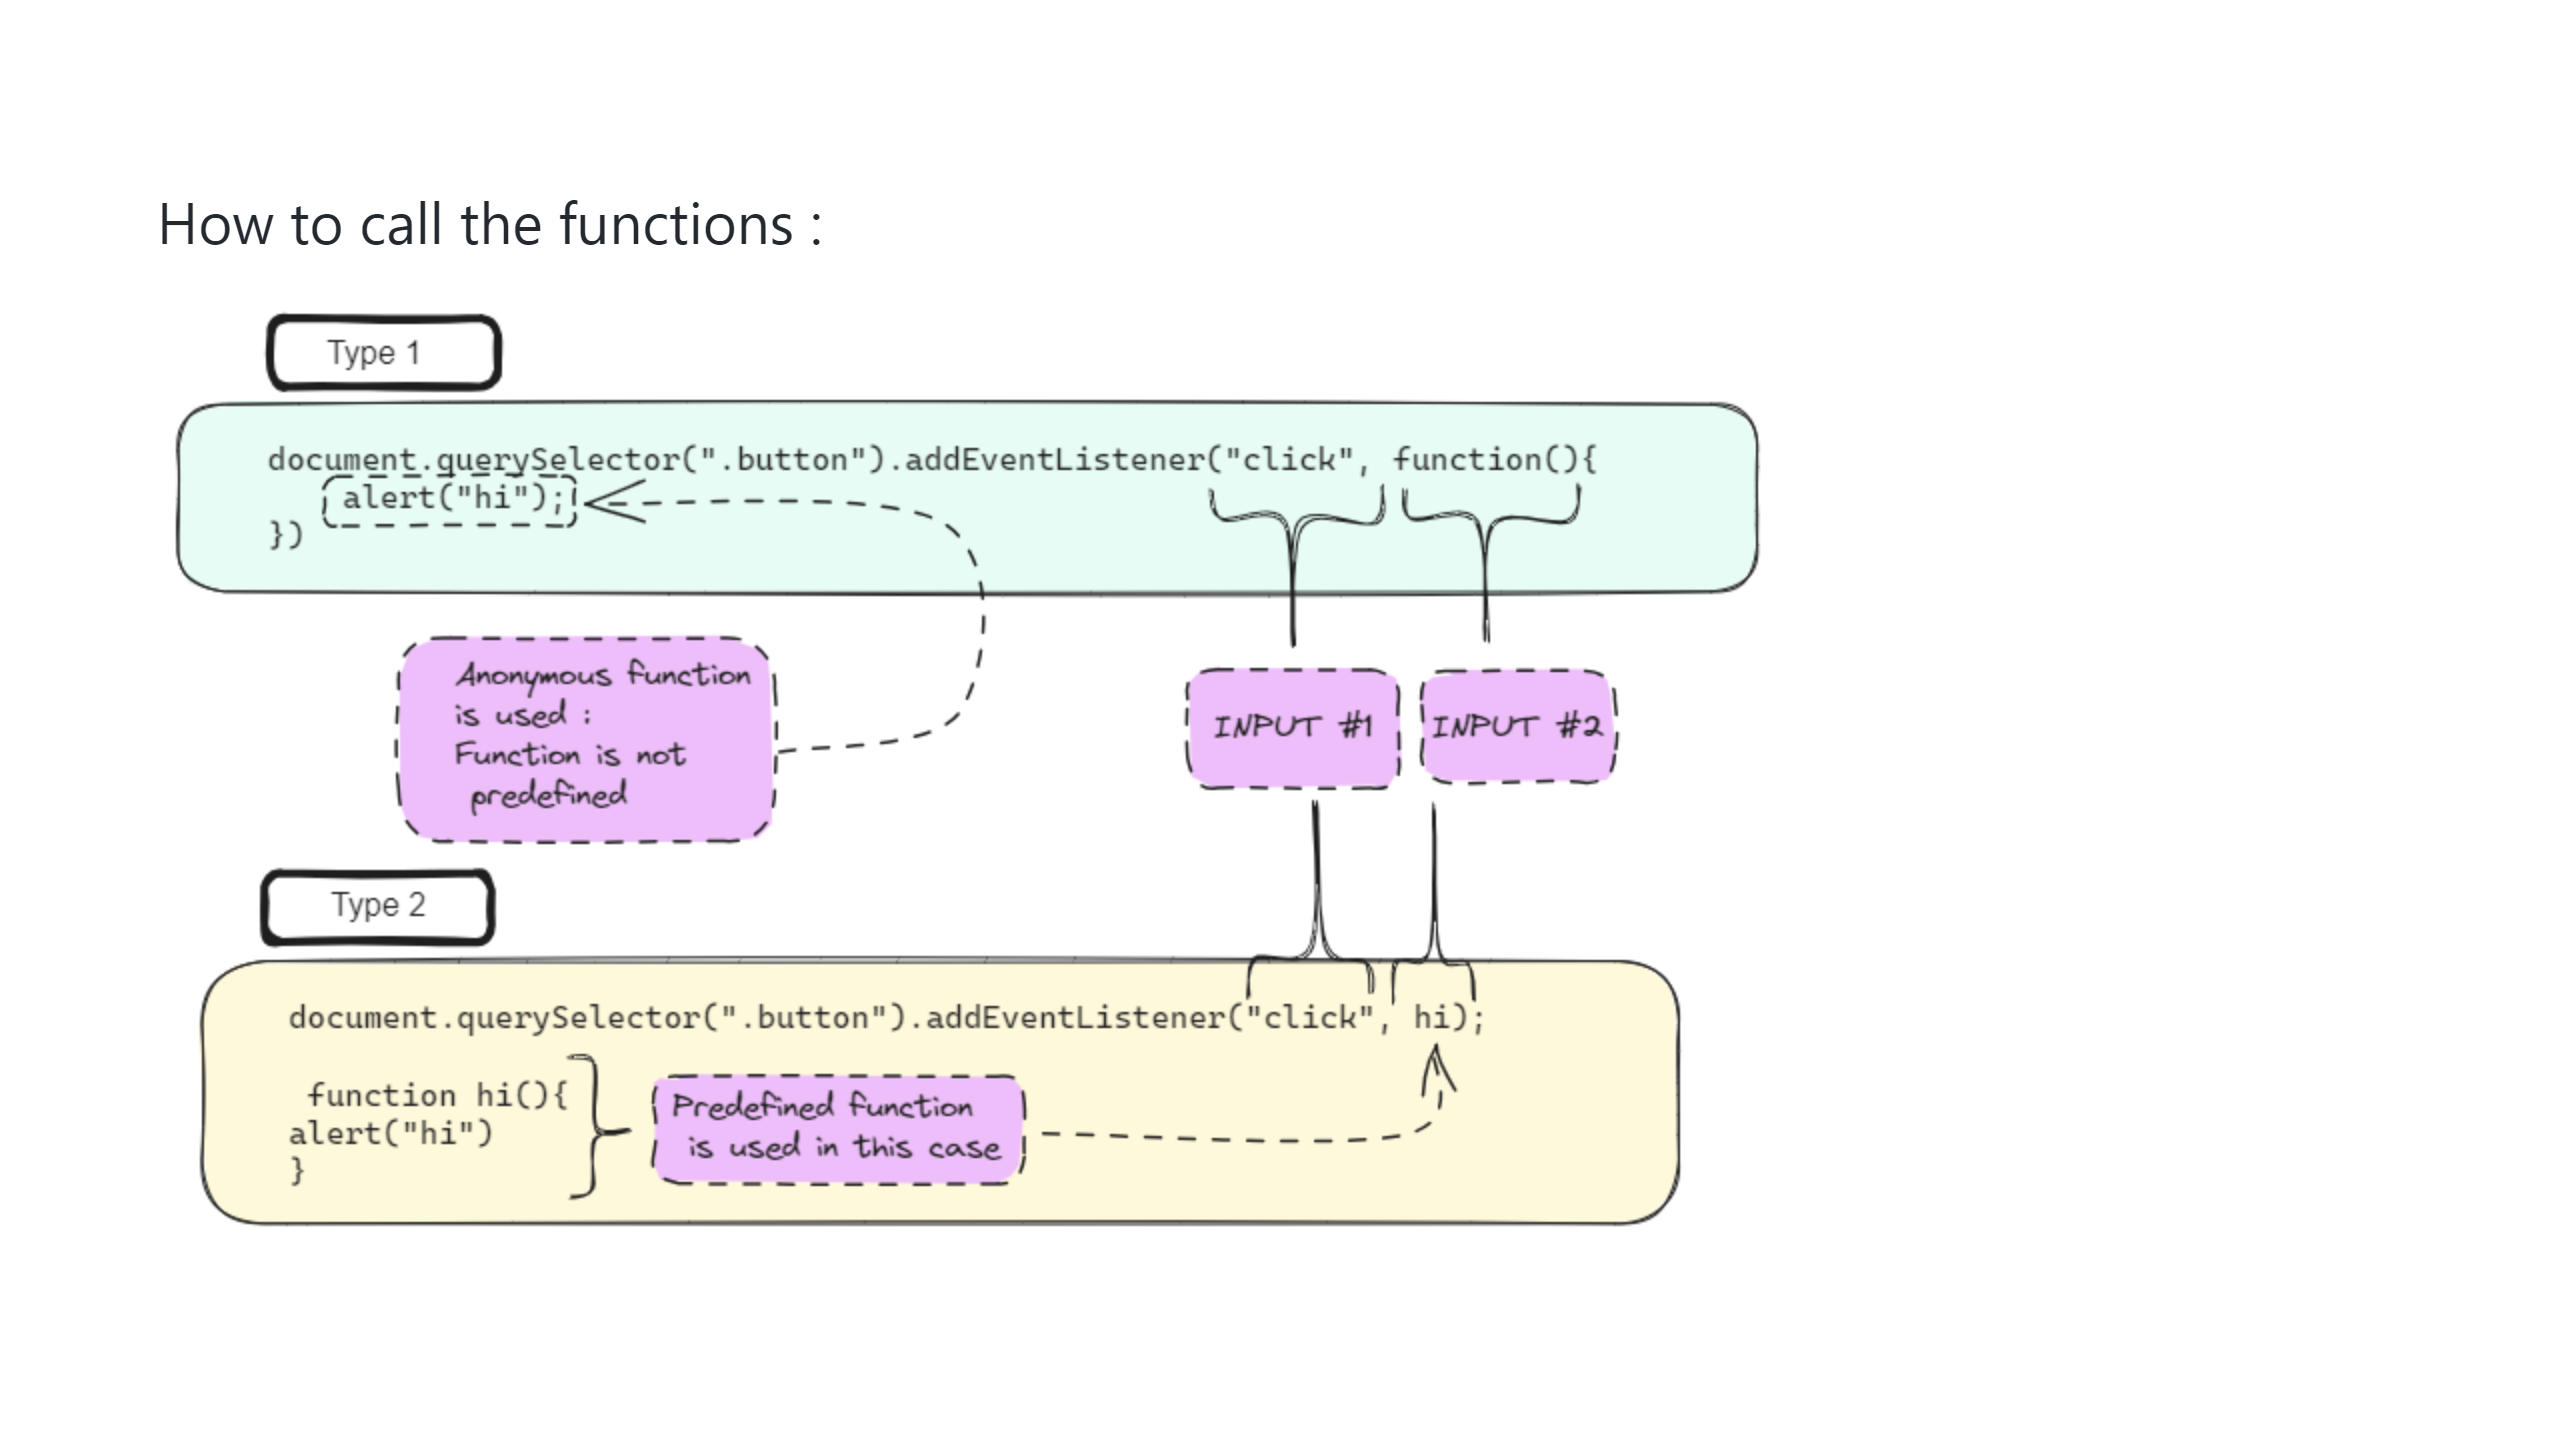 How to call the functions :
Type 1
document.querySelector(".button").addEventListener("click", function(){
alert("hi");
})
Anonymous function
is used :
Function is not
predefined
INPUT #1
INPUT #2
Type 2
document.querySelector(".button").addEventListener("click", hi);
function hi(){
alert("hi")
}
Predefined function
is used in this case